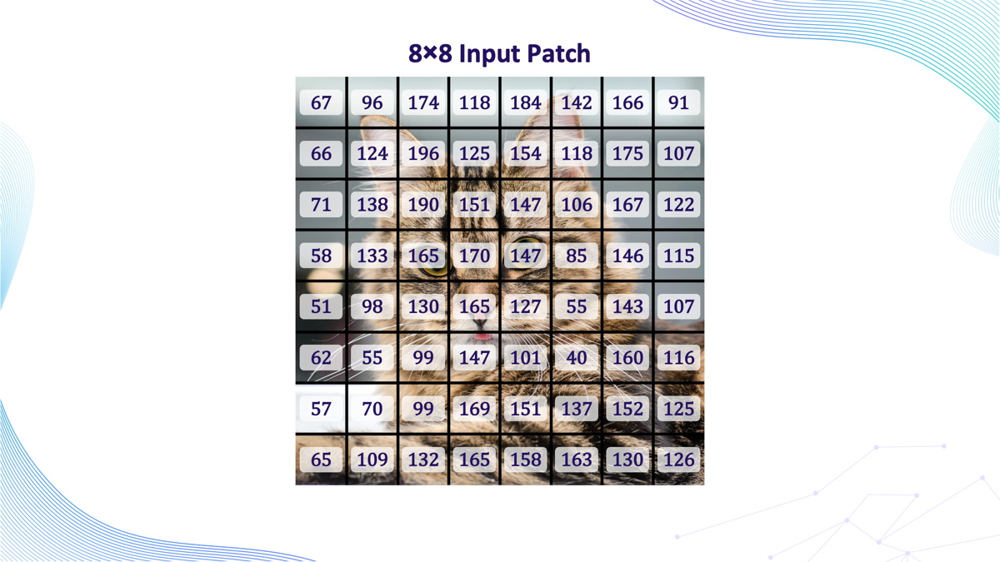 8×8 Input Patch
67 96 174 118 184 142 166 91
66 124 196 125 154 118 175 107
71 138 190 151 147 106 167 122
58 133 165 170 147 85 146 115
51 98 130 165 127 55 143 107
62 55 99 147 101 40 160 116
57 70 99 169 151 137 152 125
65 109 132 165 158 163 130 126